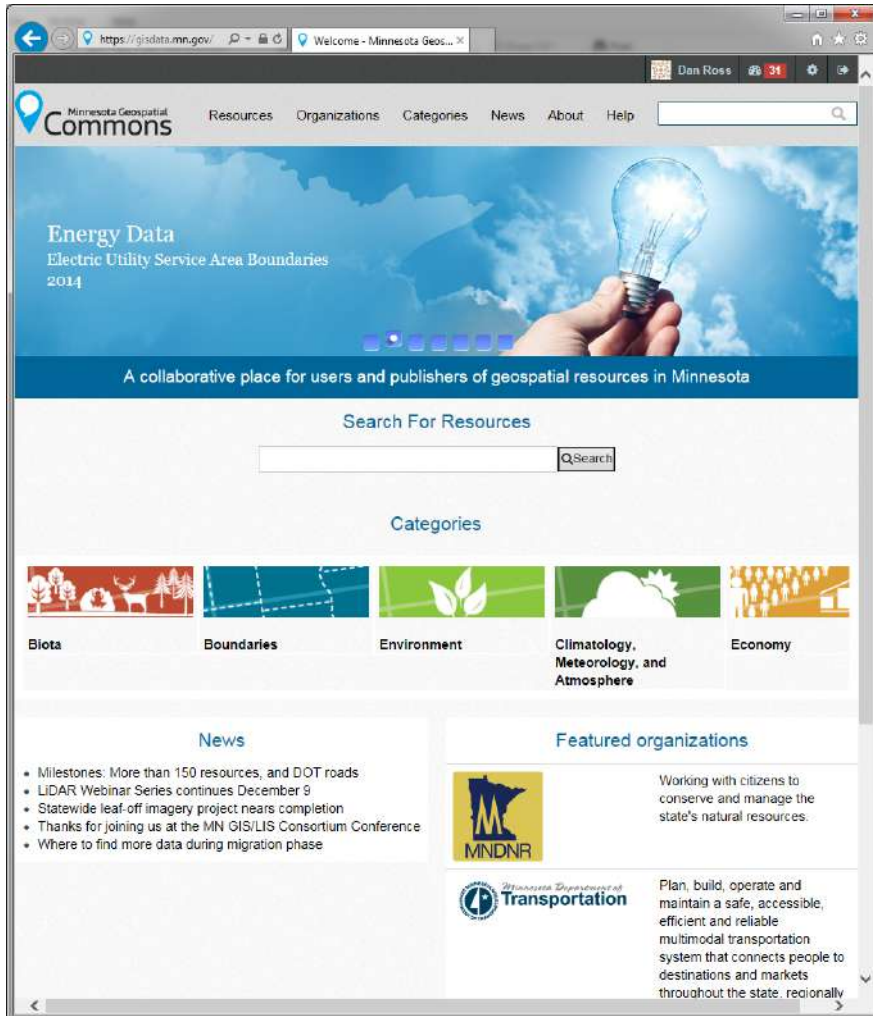 https://gisdata.mn.gov/
Welcome - Minnesota Geos...
Dan Ross 31
Minnesota Geospatial
Commons
Resources Organizations Categories News About Help
Energy Data
Electric Utility Service Area Boundaries
2014
A collaborative place for users and publishers of geospatial resources in Minnesota
Search For Resources
Search
Categories
Biota
Boundaries
Environment
Climatology,
Meteorology, and
Atmosphere
Economy
News
Milestones: More than 150 resources, and DOT roads
LiDAR Webinar Series continues December 9
Statewide leaf-off imagery project nears completion
Thanks for joining us at the MN GIS/LIS Consortium Conference
Where to find more data during migration phase
Featured organizations
MNDNR
Working with citizens to
conserve and manage the
state's natural resources.
Minnesota Department of
Transportation
Plan, build, operate and
maintain a safe, accessible,
efficient and reliable
multimodal transportation
system that connects people to
destinations and markets
throughout the state, regionally